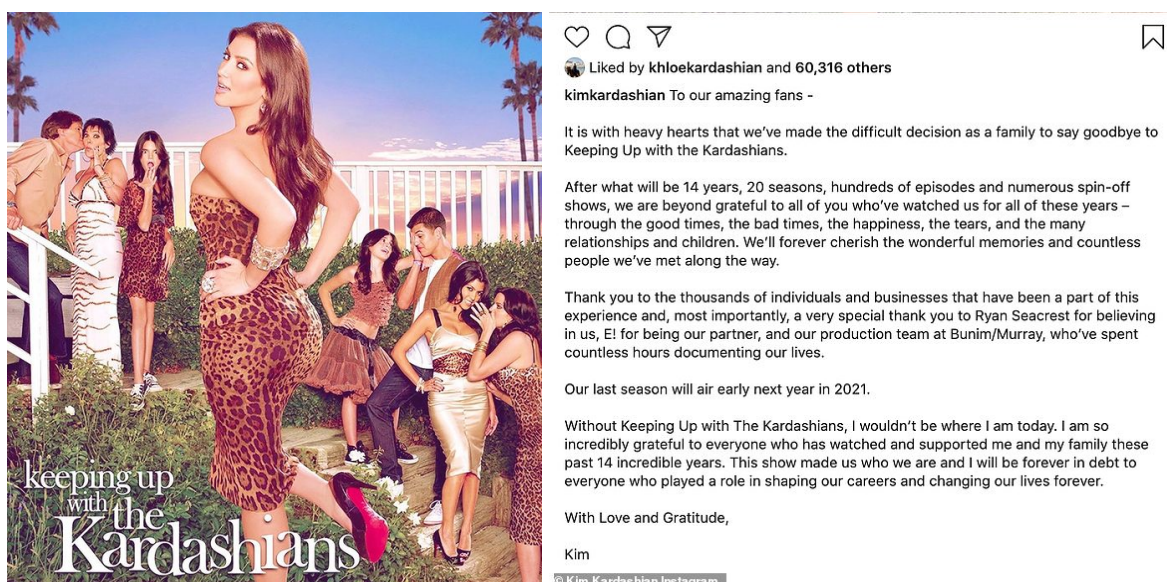 keeping up
with the
Kardashians
Liked by khloekardashian and 60,316 others
kimkardashian To our amazing fans -
It is with heavy hearts that we've made the difficult decision as a family to say goodbye to
Keeping Up with the Kardashians.
After what will be 14 years, 20 seasons, hundreds of episodes and numerous spin-off
shows, we are beyond grateful to all of you who've watched us for all of these years –
through the good times, the bad times, the happiness, the tears, and the many
relationships and children. We'll forever cherish the wonderful memories and countless
people we've met along the way.
Thank you to the thousands of individuals and businesses that have been a part of this
experience and, most importantly, a very special thank you to Ryan Seacrest for believing
in us, E! for being our partner, and our production team at Bunim/Murray, who've spent
countless hours documenting our lives.
Our last season will air early next year in 2021.
Without Keeping Up with The Kardashians, I wouldn't be where I am today. I am so
incredibly grateful to everyone who has watched and supported me and my family these
past 14 incredible years. This show made us who we are and I will be forever in debt to
everyone who played a role in shaping our careers and changing our lives forever.
With Love and Gratitude,
Kim
© Kim Kardashian Instagram